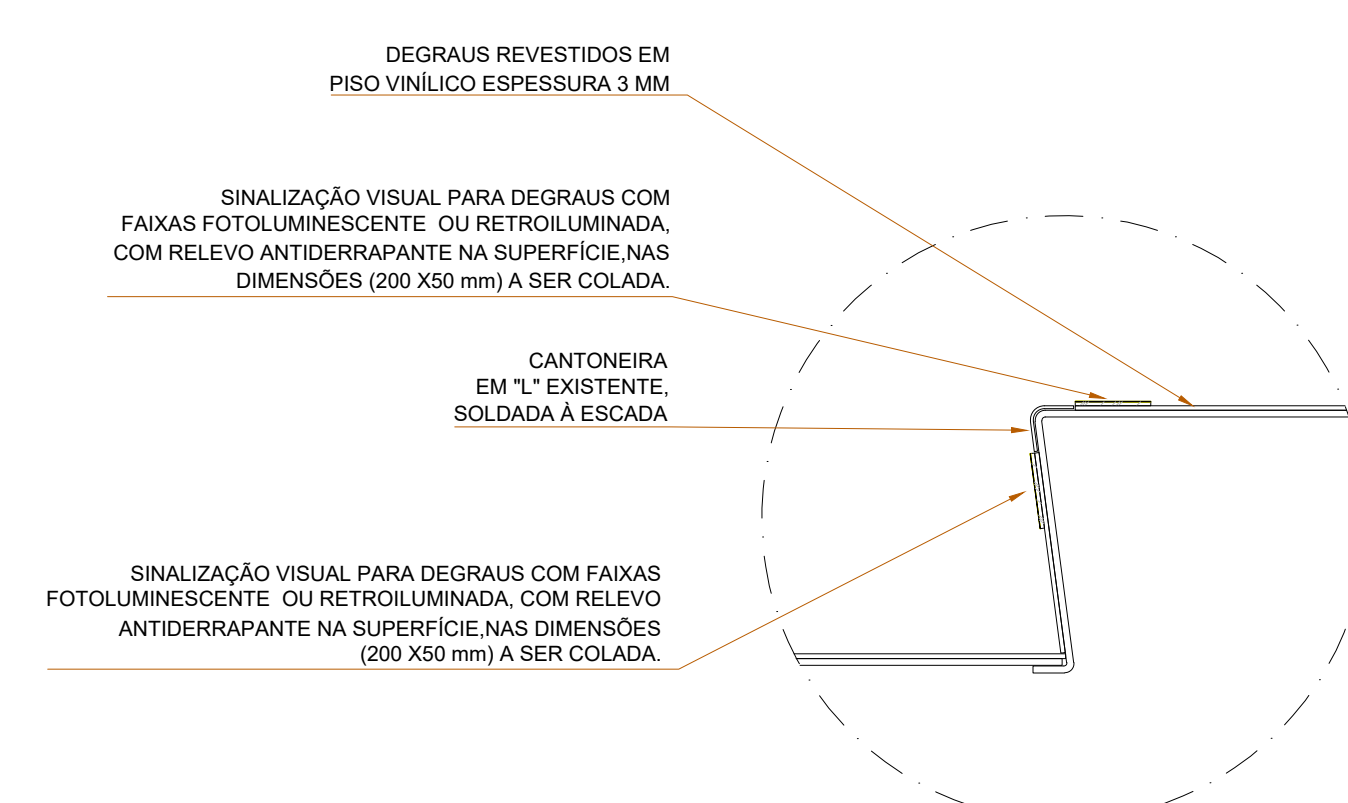 DEGRAUS REVESTIDOS EM
PISO VINÍLICO ESPESSURA 3 MM
SINALIZAÇÃO VISUAL PARA DEGRAUS COM
FAIXAS FOTOLUMINESCENTE  OU RETROILUMINADA,
COM RELEVO ANTIDERRAPANTE NA SUPERFÍCIE,NAS
DIMENSÕES (200 X50 mm) A SER COLADA.
CANTONEIRA
EM "L" EXISTENTE,
SOLDADA À ESCADA
SINALIZAÇÃO VISUAL PARA DEGRAUS COM FAIXAS
FOTOLUMINESCENTE  OU RETROILUMINADA, COM RELEVO
ANTIDERRAPANTE NA SUPERFÍCIE,NAS DIMENSÕES
(200 X50 mm) A SER COLADA.